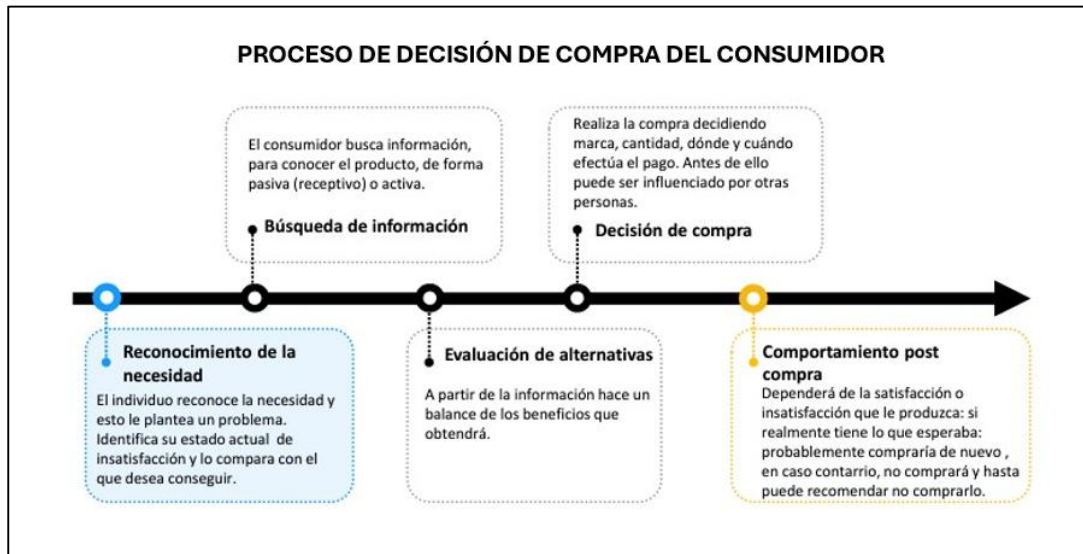 PROCESO DE DECISIÓN DE COMPRA DEL CONSUMIDOR
El consumidor busca información,
para conocer el producto, de forma
pasiva (receptivo) o activa.
Búsqueda de información
Realiza la compra decidiendo
marca, cantidad, dónde y cuándo
efectúa el pago. Antes de ello
puede ser influenciado por otras
personas.
Decisión de compra
Reconocimiento de la
necesidad
El individuo reconoce la necesidad y
esto le plantea un problema.
Identifica su estado actual de
insatisfacción y lo compara con el
que desea conseguir.
Evaluación de alternativas
A partir de la información hace un
balance de los beneficios que
obtendrá.
Comportamiento post
compra
Dependerá de la satisfacción o
insatisfacción que le produzca: si
realmente tiene lo que esperaba:
probablemente compraría de nuevo ,
en caso contarrio, no comprará y hasta
puede recomendar no comprarlo.